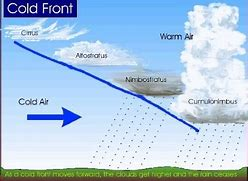 Cold Front
Cirrus
Warm Air
Altostratus
Nimbostratus
Cumulonimbus
Cold Air
As a cold front moves forward, the clouds get higher and the rain ceases